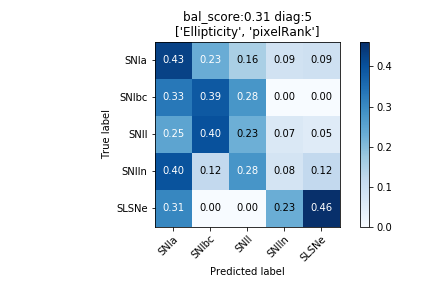 bal_score:0.31 diag:5
['Ellipticity', 'pixelRank']
True label
SNIa 0.43 0.23 0.16 0.09 0.09
SNIbc 0.33 0.39 0.28 0.00 0.00
SNII 0.25 0.40 0.23 0.07 0.05
SNIIn 0.40 0.12 0.28 0.08 0.12
SLSNe 0.31 0.00 0.00 0.23 0.46
SNIa SNIbc SNII SNIIn SLSNe
Predicted label
0.4
0.3
0.2
0.1
0.0